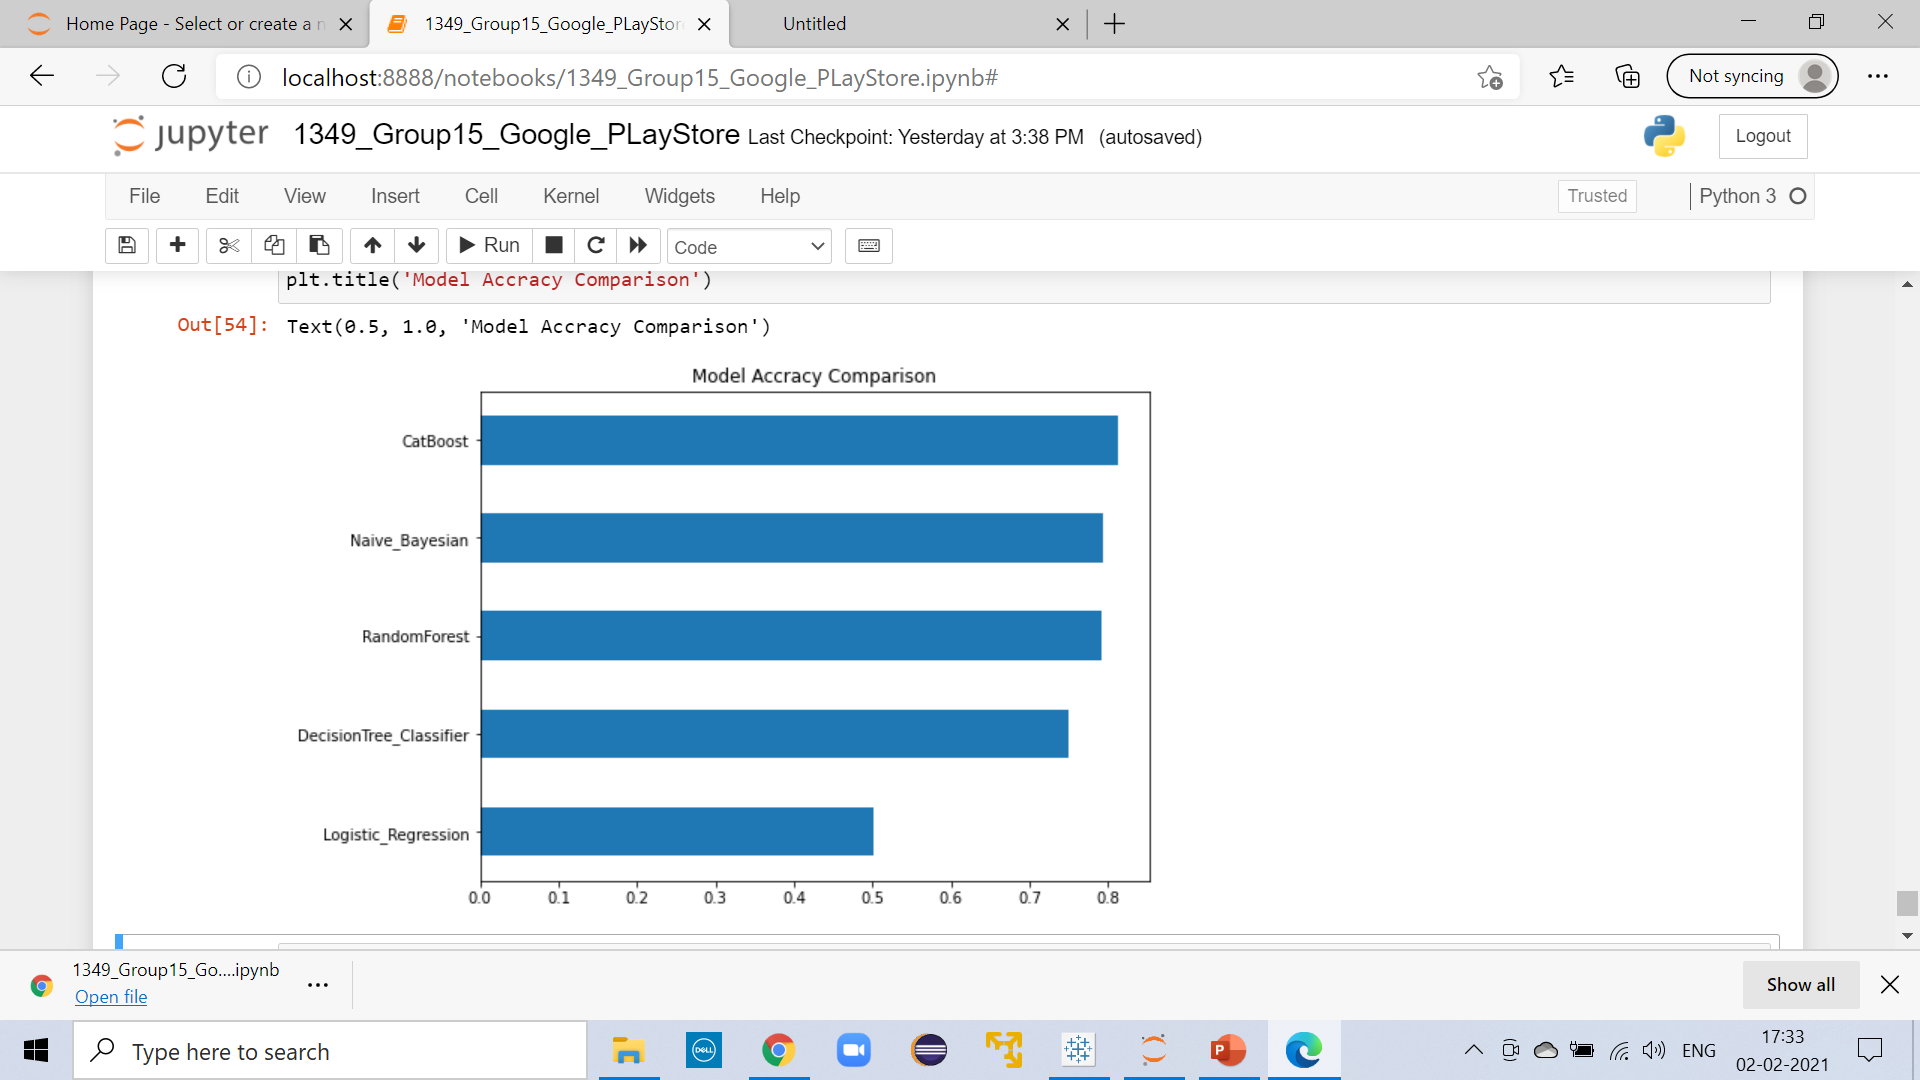 Home Page - Select or create a n
1349_Group15_Google_PLayStor
Untitled
localhost:8888/notebooks/1349_Group15_Google_PLayStore.ipynb#
Not syncing
jupyter 1349_Group15_Google_PLayStore Last Checkpoint: Yesterday at 3:38 PM (autosaved)
Logout
File Edit View Insert Cell Kernel Widgets Help
Trusted
Python 3
Run
Code
plt.title('Model Accracy Comparison')
Out[54]: Text(0.5, 1.0, 'Model Accracy Comparison')
Model Accracy Comparison
CatBoost
Naive_Bayesian
RandomForest
DecisionTree_Classifier
Logistic_Regression
0.0 0.1 0.2 0.3 0.4 0.5 0.6 0.7 0.8
1349_Group15_Go....ipynb
Open file
Show all
Type here to search
DELL
P
ENG
17:33
02-02-2021